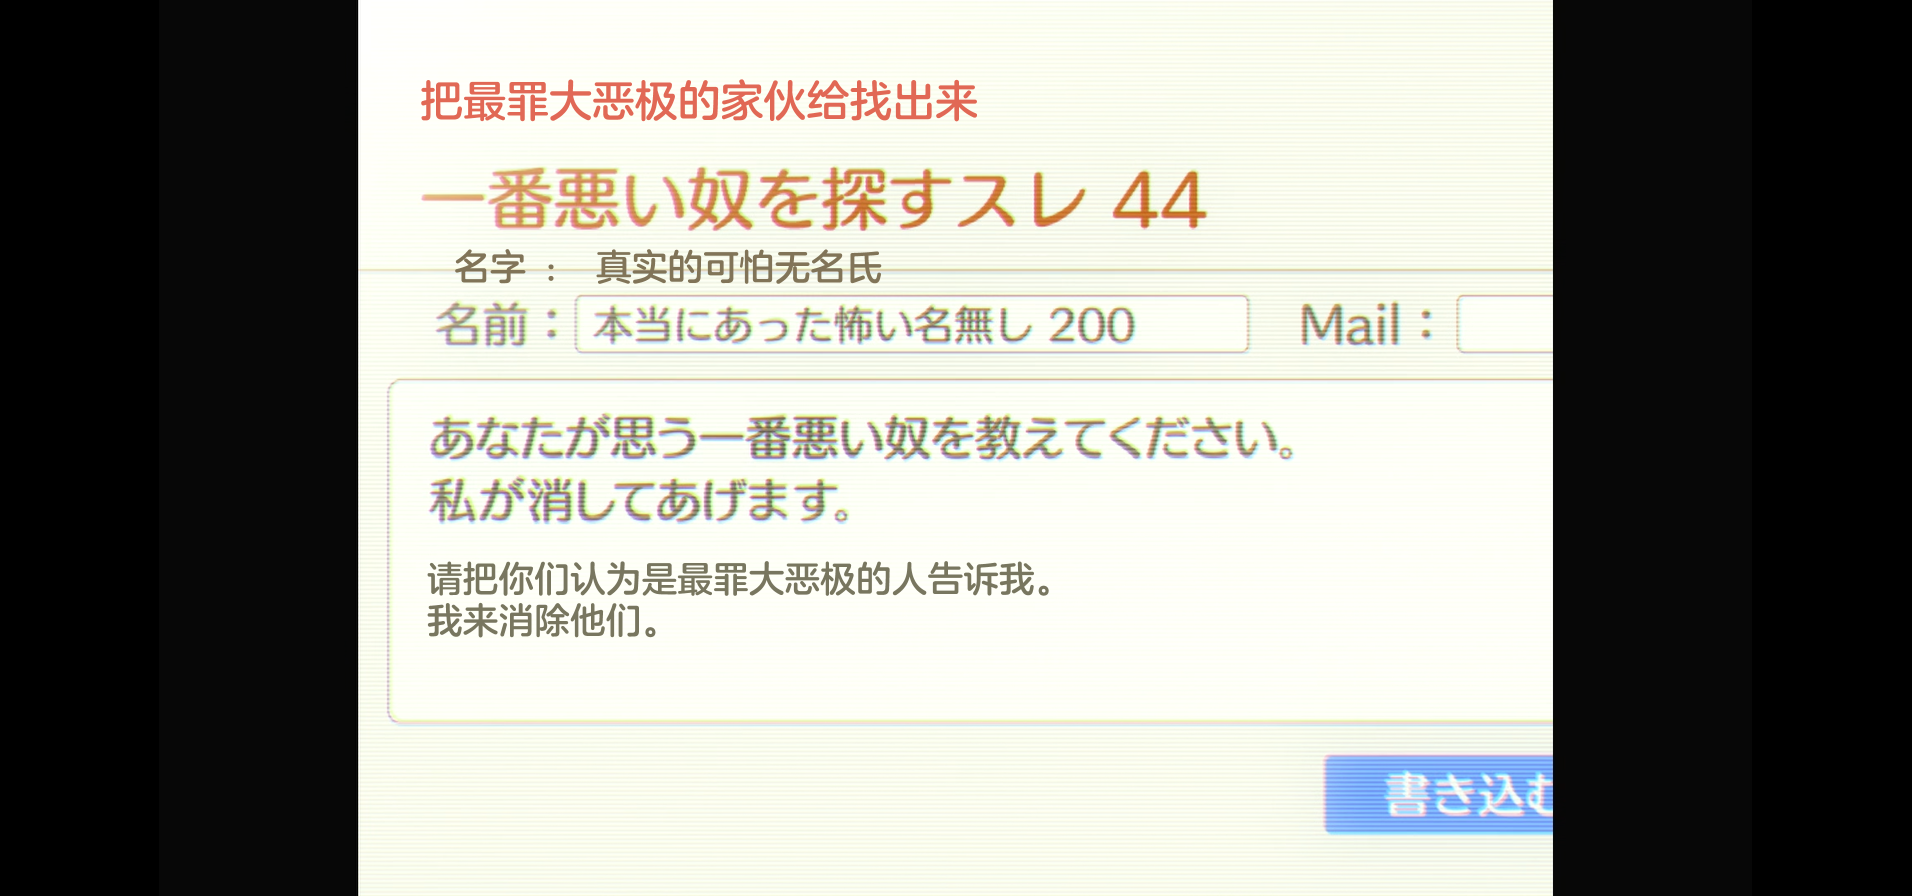 把最罪大恶极的家伙给找出来
一番悪い奴を探すスレ 44
名字 ： 真实的可怕无名氏
名前： 本当にあった怖い名無し 200 Mail：
あなたが思う一番悪い奴を教えてください。
私が消してあげます。
请把你们认为是最罪大恶极的人告诉我。
我来消除他们。
書き込む